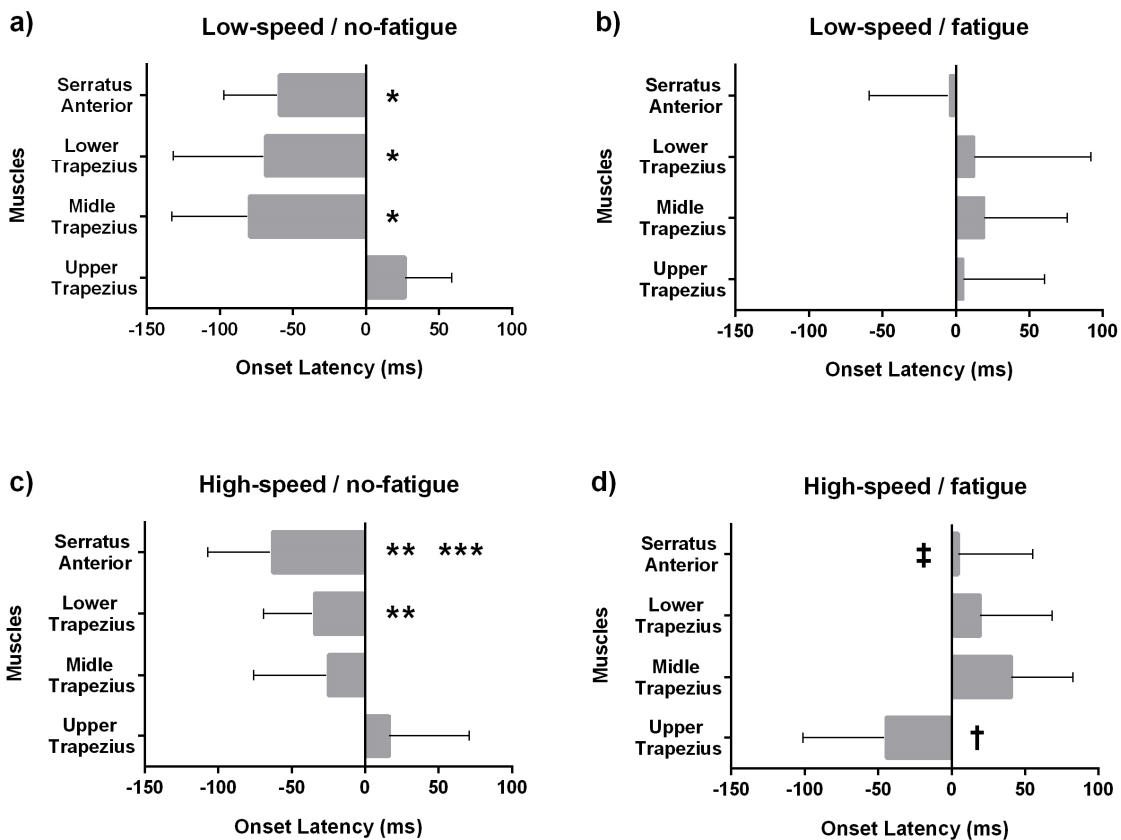 a)
Low-speed / no-fatigue
Muscles
Serratus
Anterior
*
Lower
Trapezius
*
Midle
Trapezius
*
Upper
Trapezius
-150 -100 -50 0 50 100
Onset Latency (ms)
b)
Low-speed / fatigue
Muscles
Serratus
Anterior
Lower
Trapezius
Midle
Trapezius
Upper
Trapezius
-150 -100 -50 0 50 100
Onset Latency (ms)
c)
High-speed / no-fatigue
Muscles
Serratus
Anterior
** ***
Lower
Trapezius
**
Midle
Trapezius
Upper
Trapezius
-150 -100 -50 0 50 100
Onset Latency (ms)
d)
High-speed / fatigue
Muscles
Serratus
Anterior
‡
Lower
Trapezius
Midle
Trapezius
Upper
Trapezius
†
-150 -100 -50 0 50 100
Onset Latency (ms)